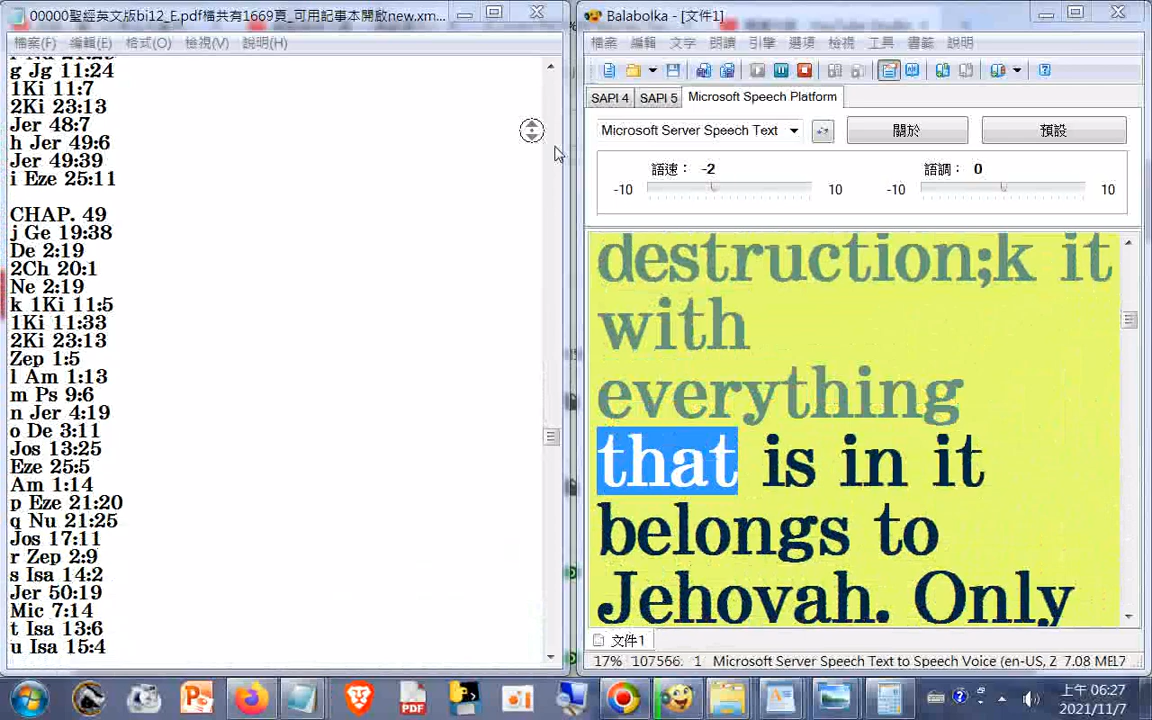 00000聖經英文版bi12_E.pdf檔共有1669頁_可用記事本開啟new.xm...
檔案(F) 編輯(E) 格式(O) 檢視(V) 說明(H)
g Jg 11:24
1Ki 11:7
2Ki 23:13
Jer 48:7
h Jer 49:6
Jer 49:39
i Eze 25:11
CHAP. 49
j Ge 19:38
De 2:19
2Ch 20:1
Ne 2:19
k 1Ki 11:5
1Ki 11:33
2Ki 23:13
Zep 1:5
l Am 1:13
m Ps 9:6
n Jer 4:19
o De 3:11
Jos 13:25
Eze 25:5
Am 1:14
p Eze 21:20
q Nu 21:25
Jos 17:11
r Zep 2:9
s Isa 14:2
Jer 50:19
Mic 7:14
t Isa 13:6
u Isa 15:4
Balabolka - [文件1]
檔案 編輯 文字 朗讀 引擎 選項 檢視 工具 書籤 說明
SAPI 4 SAPI 5 Microsoft Speech Platform
Microsoft Server Speech Text 關於 預設
語速： -2 語調： 0
-10 10 -10 10
destruction;k it
with
everything
that is in it
belongs to
Jehovah. Only
文件1
17% 107566: 1 Microsoft Server Speech Text to Speech Voice (en-US, Z 7.08 MEL7
PDF
上午 06:27
2021/11/7